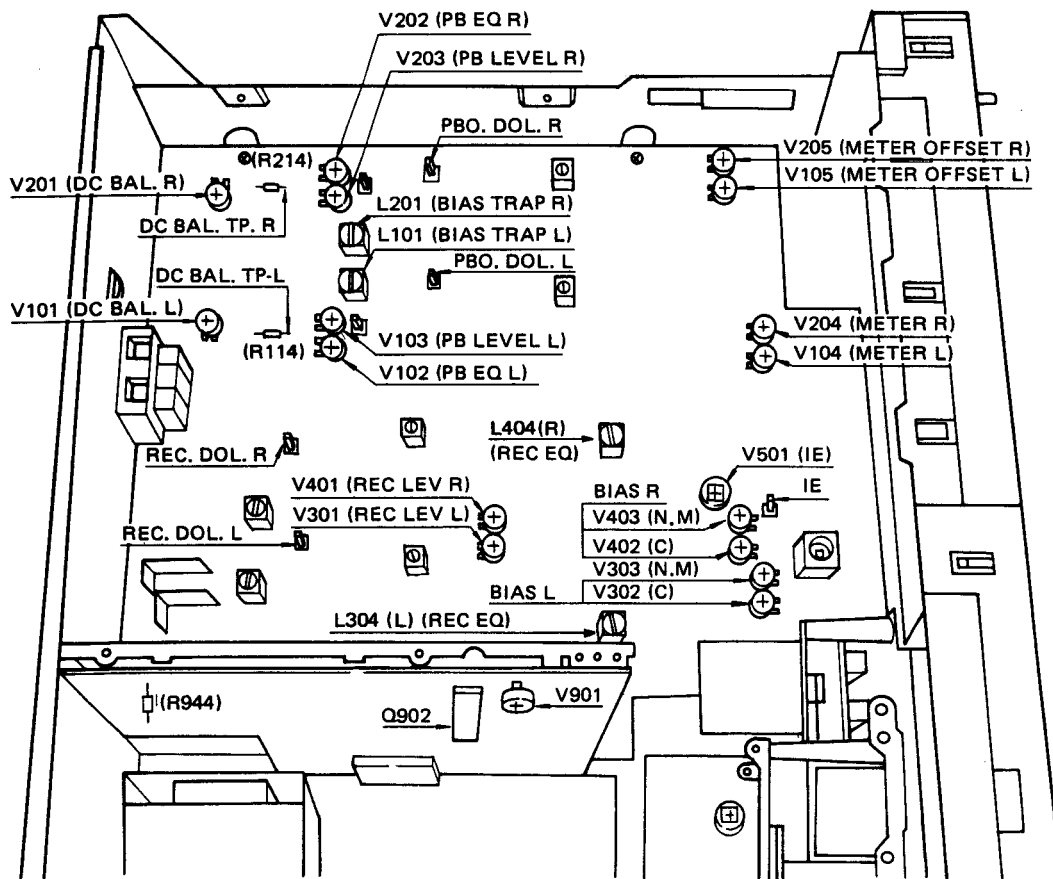 V202 (PB EQ R)
V203 (PB LEVEL R)
PBO. DOL. R
(R214)
V205 (METER OFFSET R)
V201 (DC BAL. R)
V105 (METER OFFSET L)
L201 (BIAS TRAP R)
DC BAL. TP. R
L101 (BIAS TRAP L)
PBO. DOL. L
DC BAL. TP-L
V101 (DC BAL. L)
V204 (METER R)
(R114)
V103 (PB LEVEL L)
V104 (METER L)
V102 (PB EQ L)
L404(R)
(REC EQ)
REC. DOL. R
V501 (IE)
V401 (REC LEV R)
BIAS R
IE
V301 (REC LEV L)
V403 (N,M)
REC. DOL. L
V402 (C)
V303 (N,M)
BIAS L
V302 (C)
L304 (L) (REC EQ)
(R944)
V901
Q902